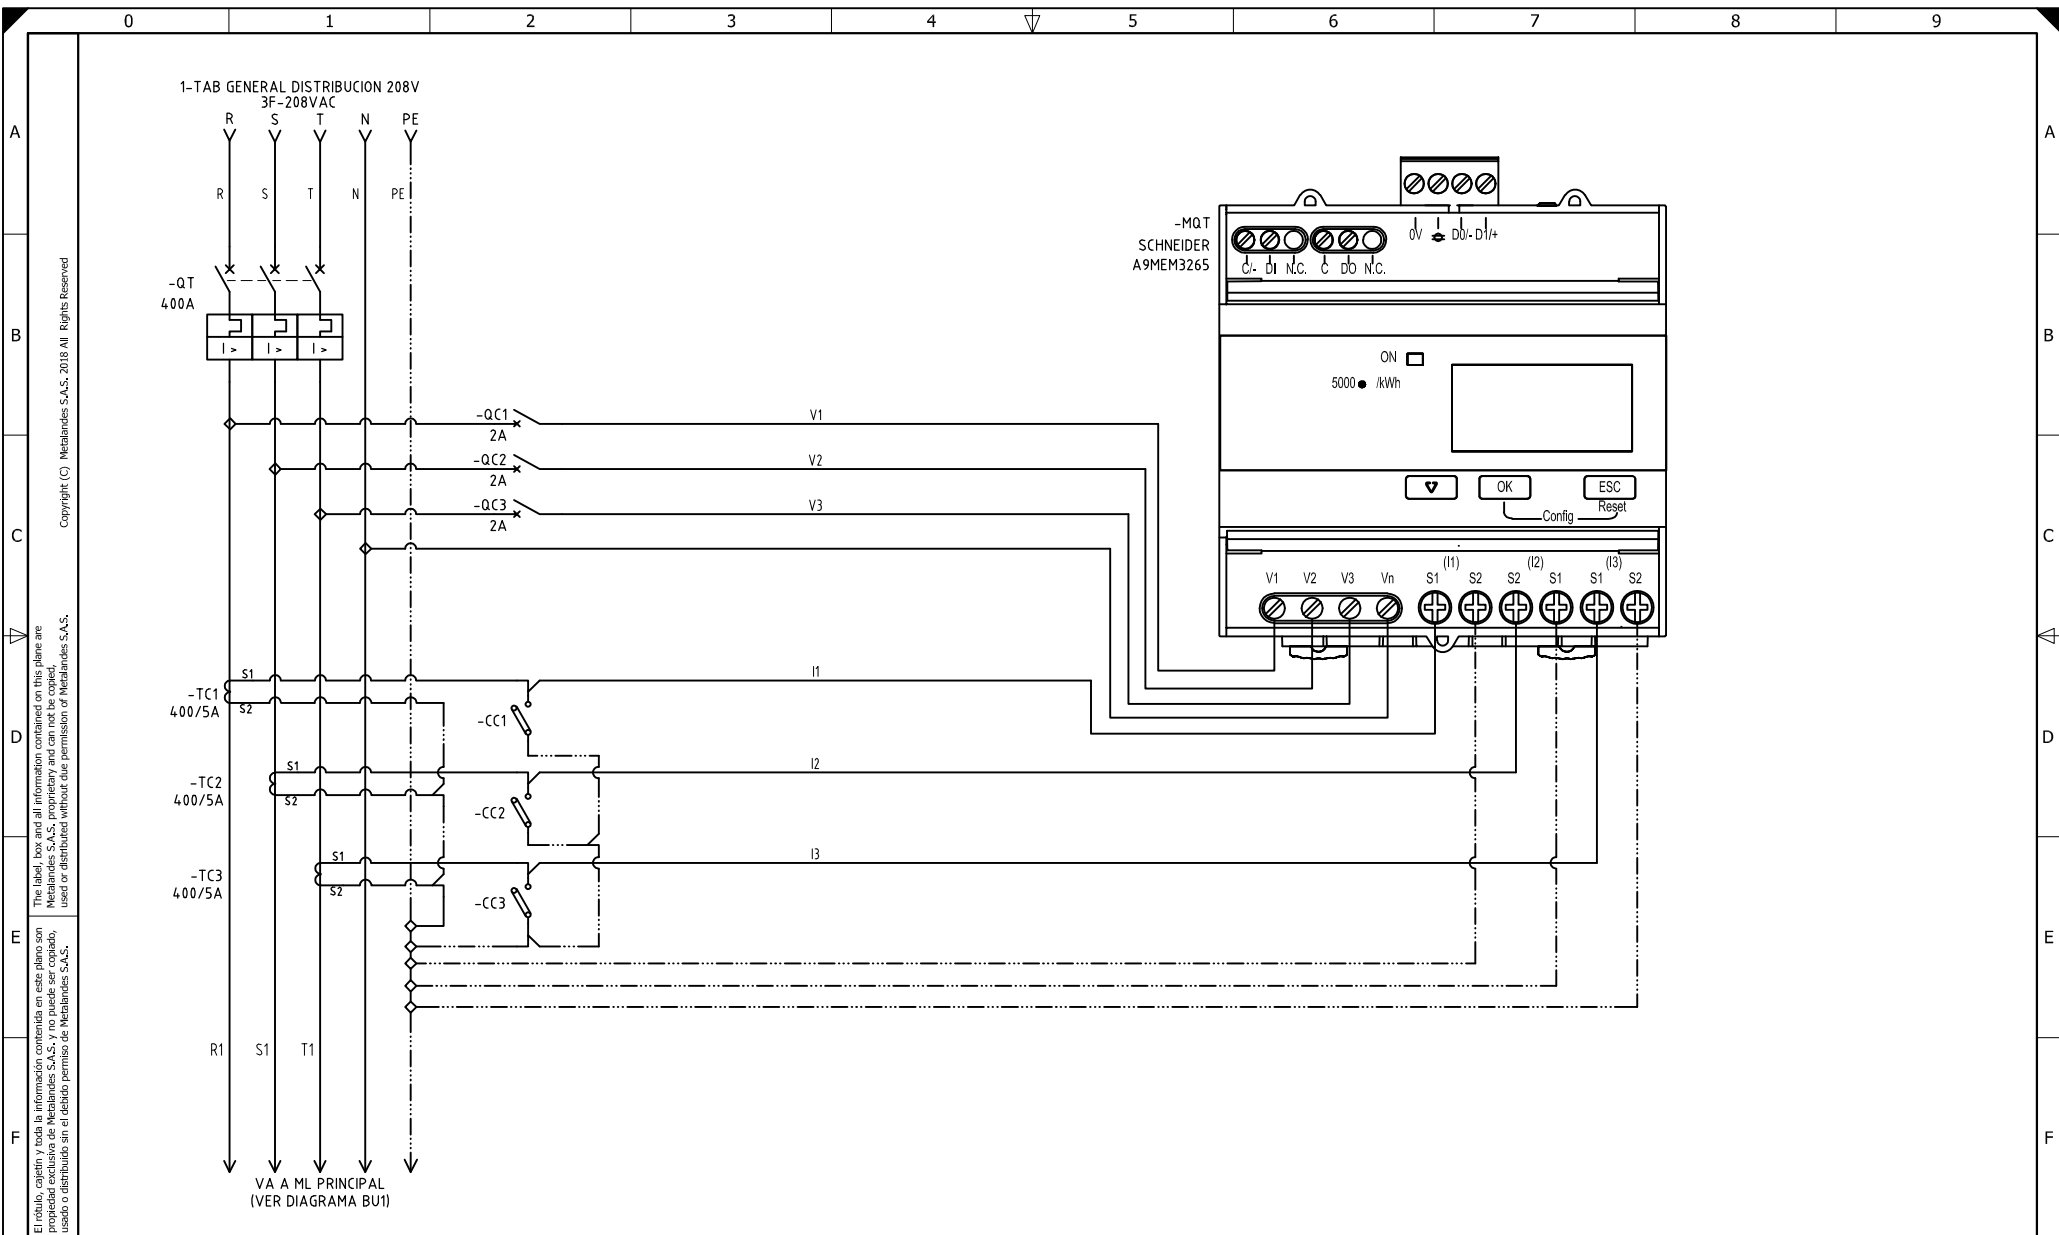 0 1 2 3 4 5 6 7 8 9
A A
B B
C C
D D
E E
F F
Copyright (C) Metalandes S.A.S. 2018 All Rights Reserved
The label, box and all information contained on this plane are
Metalandes S.A.S. proprietary and can not be copied,
used or distributed without due permission of Metalandes S.A.S.
El rótulo, cajetín y toda la información contenida en este plano son
propiedad exclusiva de Metalandes S.A.S. y no puede ser copiado,
usado o distribuido sin el debido permiso de Metalandes S.A.S.
1-TAB GENERAL DISTRIBUCION 208V
3F-208VAC
R S T N PE
R S T N PE
-QT
400A
I > I > I >
-QC1
2A
V1
-QC2
2A
V2
-QC3
2A
V3
-MQT
SCHNEIDER
A9MEM3265
0V D0/- D1/+
C/- DI N.C. C DO N.C.
ON
5000 /kWh
OK ESC
Config Reset
(I1) (I2) (I3)
V1 V2 V3 Vn S1 S2 S2 S1 S1 S2
-TC1
400/5A
S1
S2
-CC1
I1
-TC2
400/5A
S1
S2
-CC2
I2
-TC3
400/5A
S1
S2
-CC3
I3
R1 S1 T1
VA A ML PRINCIPAL
(VER DIAGRAMA BU1)